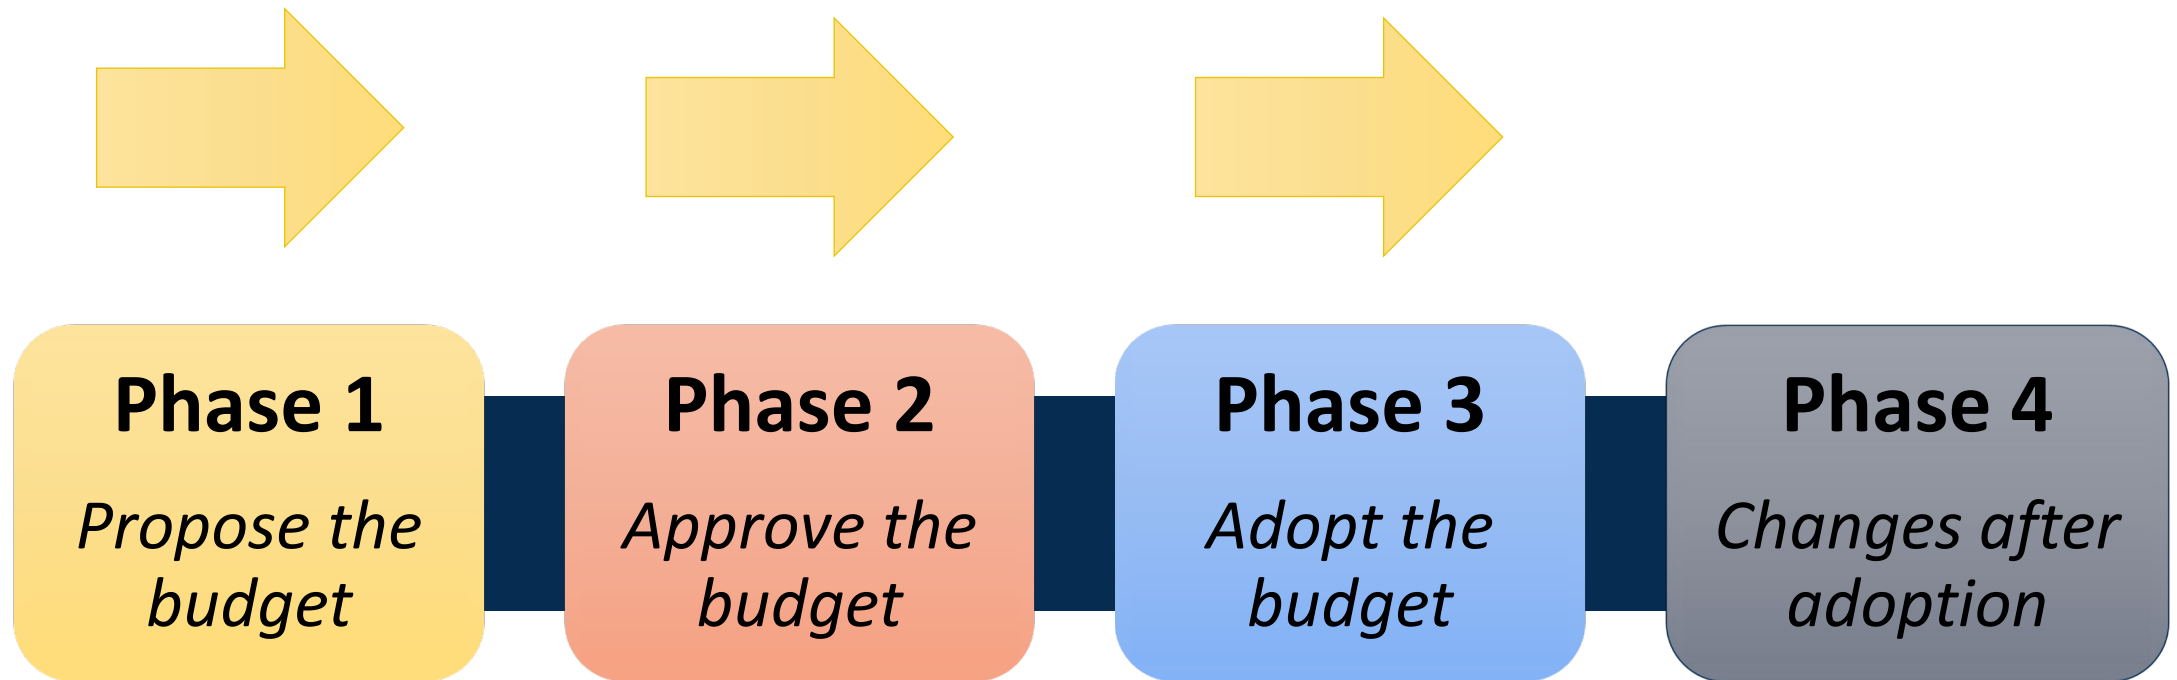 Phase 1
Propose the
budget
Phase 2
Approve the
budget
Phase 3
Adopt the
budget
Phase 4
Changes after
adoption